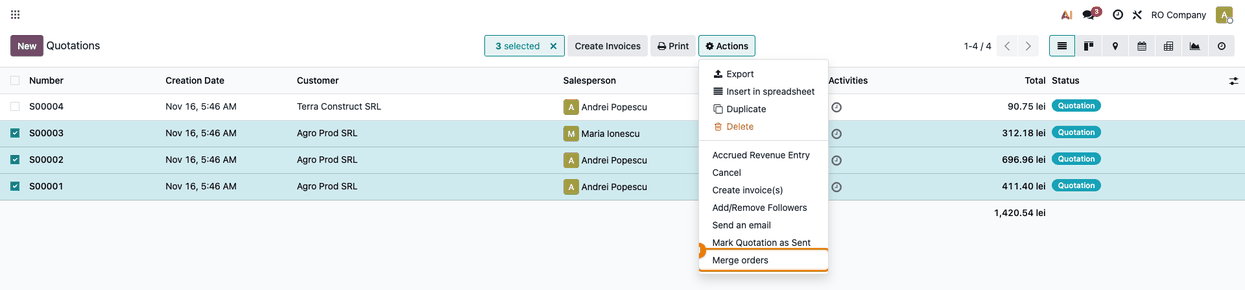 AI 3 RO Company A
New Quotations 3 selected × Create Invoices Print Actions 1-4 / 4
Number Creation Date Customer Salesperson Activities Total Status
S00004 Nov 16, 5:46 AM Terra Construct SRL A Andrei Popescu 90.75 lei Quotation
S00003 Nov 16, 5:46 AM Agro Prod SRL M Maria Ionescu 312.18 lei Quotation
S00002 Nov 16, 5:46 AM Agro Prod SRL A Andrei Popescu 696.96 lei Quotation
S00001 Nov 16, 5:46 AM Agro Prod SRL A Andrei Popescu 411.40 lei Quotation
1,420.54 lei
Export
Insert in spreadsheet
Duplicate
Delete
Accrued Revenue Entry
Cancel
Create invoice(s)
Add/Remove Followers
Send an email
Mark Quotation as Sent
Merge orders